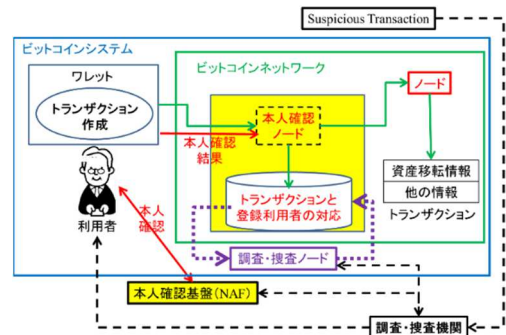 Suspicious Transaction
ビットコインシステム
ワレット
トランザクション
作成
ビットコインネットワーク
ノード
本人確認
ノード
本人確認
結果
資産移転情報
他の情報
トランザクション
トランザクションと
登録利用者の対応
利用者
本人
確認
調査・捜査ノード
本人確認基盤(NAF)
調査・捜査機関